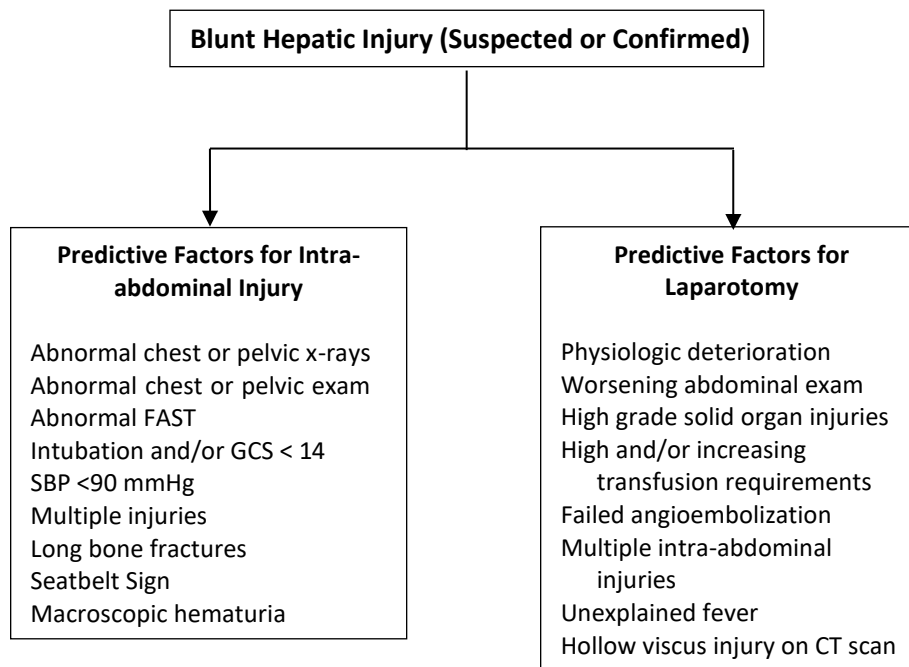 Blunt Hepatic Injury (Suspected or Confirmed)
Predictive Factors for Intra-
abdominal Injury
Abnormal chest or pelvic x-rays
Abnormal chest or pelvic exam
Abnormal FAST
Intubation and/or GCS < 14
SBP <90 mmHg
Multiple injuries
Long bone fractures
Seatbelt Sign
Macroscopic hematuria
Predictive Factors for
Laparotomy
Physiologic deterioration
Worsening abdominal exam
High grade solid organ injuries
High and/or increasing
transfusion requirements
Failed angioembolization
Multiple intra-abdominal
injuries
Unexplained fever
Hollow viscus injury on CT scan